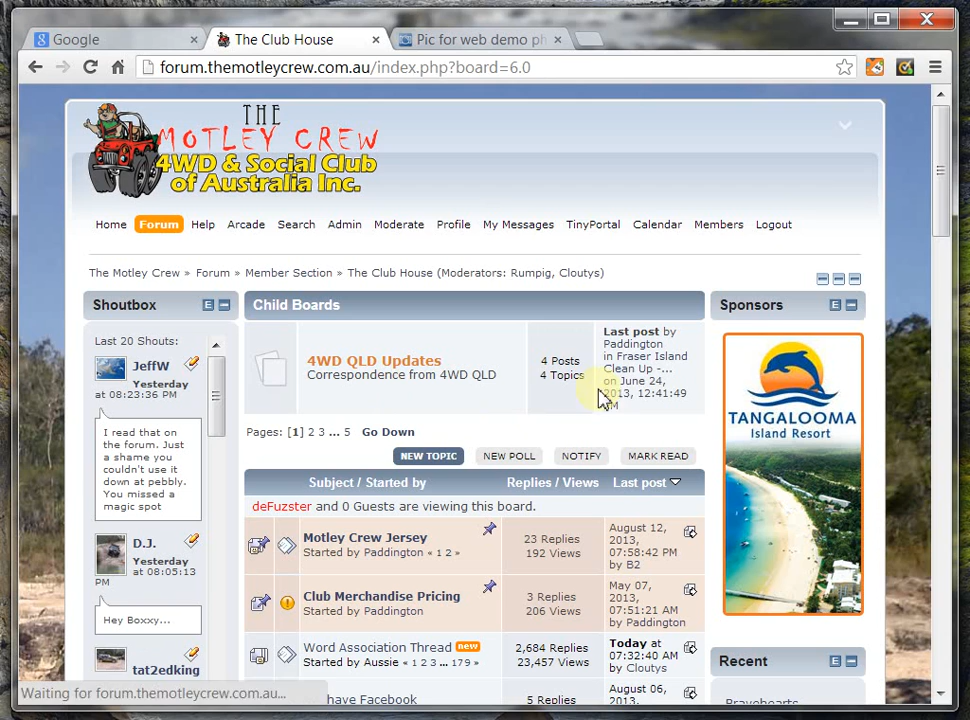 Google
The Club House
Pic for web demo ph
forum.themotleycrew.com.au/index.php?board=6.0
THE
MOTLEY CREW
4WD & Social Club
of Australia Inc.
Home Forum Help Arcade Search Admin Moderate Profile My Messages TinyPortal Calendar Members Logout
The Motley Crew » Forum » Member Section » The Club House (Moderators: Rumpig, Cloutys)
Shoutbox
Last 20 Shouts:
JeffW
Yesterday
at 08:23:36 PM
I read that on
the forum. Just
a shame you
couldn't use it
down at pebbly.
You missed a
magic spot
D.J.
Yesterday
at 08:05:13
PM
Hey Boxxy...
tat2edking
Child Boards
4WD QLD Updates
Correspondence from 4WD QLD
4 Posts
4 Topics
Last post by
Paddington
in Fraser Island
Clean Up -...
on June 24,
2013, 12:41:49
Pages: [1] 2 3 ... 5 Go Down
NEW TOPIC NEW POLL NOTIFY MARK READ
Subject / Started by Replies / Views Last post
deFuzster and 0 Guests are viewing this board.
Motley Crew Jersey
Started by Paddington « 1 2 »
23 Replies
192 Views
August 12,
2013,
07:58:42 PM
by B2
Club Merchandise Pricing
Started by Paddington
3 Replies
206 Views
May 07,
2013,
07:51:21 AM
by Paddington
Word Association Thread new
Started by Aussie « 1 2 3 ... 179 »
2,684 Replies
23,457 Views
Today at
07:32:40 AM
by Cloutys
have Facebook
5 Replies
August 06,
2013,
Sponsors
TANGALOOMA
Island Resort
Recent
Bravehearts
Waiting for forum.themotleycrew.com.au...